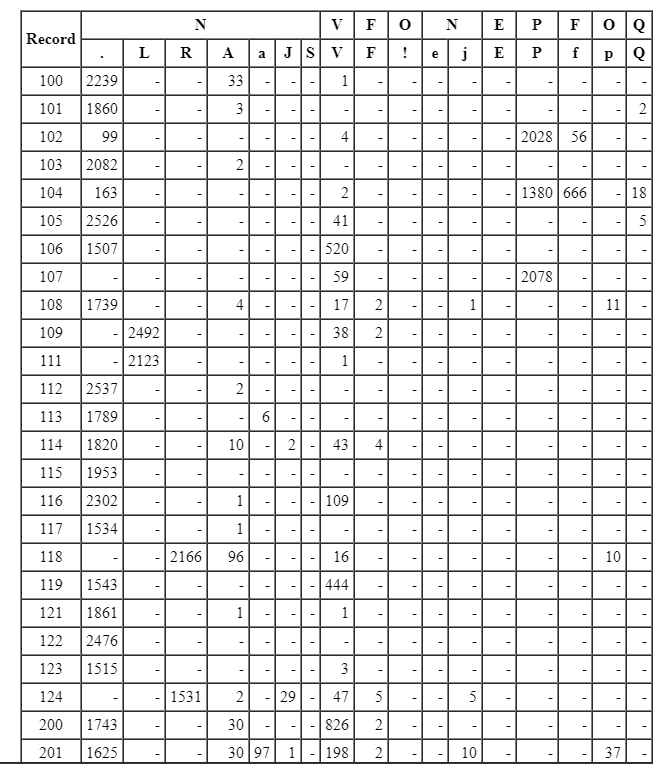 Record N V F O N E P F O Q
. L R A a J S V F ! e j E P f p Q
100 2239 - - 33 - - - 1 - - - - - - - - -
101 1860 - - 3 - - - - - - - - - - - - 2
102 99 - - - - - - 4 - - - - - 2028 56 - -
103 2082 - - 2 - - - - - - - - - - - - -
104 163 - - - - - - 2 - - - - - 1380 666 - 18
105 2526 - - - - - - 41 - - - - - - - - 5
106 1507 - - - - - - 520 - - - - - - - - -
107 - - - - - - - 59 - - - - - 2078 - - -
108 1739 - - 4 - - - 17 2 - - 1 - - - 11 -
109 - 2492 - - - - - 38 2 - - - - - - - -
111 - 2123 - - - - - 1 - - - - - - - - -
112 2537 - - 2 - - - - - - - - - - - - -
113 1789 - - - 6 - - - - - - - - - - - -
114 1820 - - 10 - 2 - 43 4 - - - - - - - -
115 1953 - - - - - - - - - - - - - - - -
116 2302 - - 1 - - - 109 - - - - - - - - -
117 1534 - - 1 - - - - - - - - - - - - -
118 - - 2166 96 - - - 16 - - - - - - - 10 -
119 1543 - - - - - - 444 - - - - - - - - -
121 1861 - - 1 - - - 1 - - - - - - - - -
122 2476 - - - - - - - - - - - - - - - -
123 1515 - - - - - - 3 - - - - - - - - -
124 - - 1531 2 - 29 - 47 5 - - 5 - - - - -
200 1743 - - 30 - - - 826 2 - - - - - - - -
201 1625 - - 30 97 1 - 198 2 - - 10 - - - 37 -